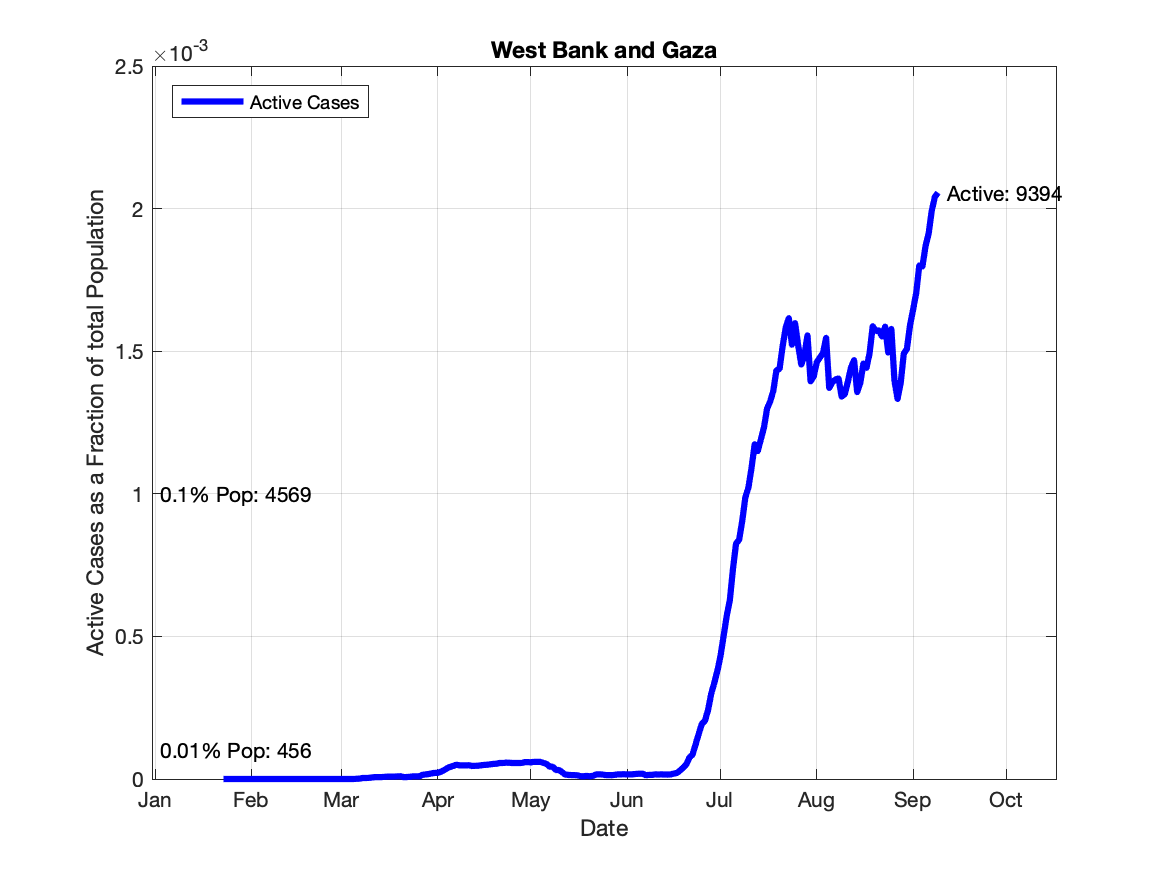 West Bank and Gaza
×10-3
Active Cases
Active: 9394
0.1% Pop: 4569
0.01% Pop: 456
2.5
2
1.5
1
0.5
0
Active Cases as a Fraction of total Population
Jan Feb Mar Apr May Jun Jul Aug Sep Oct
Date